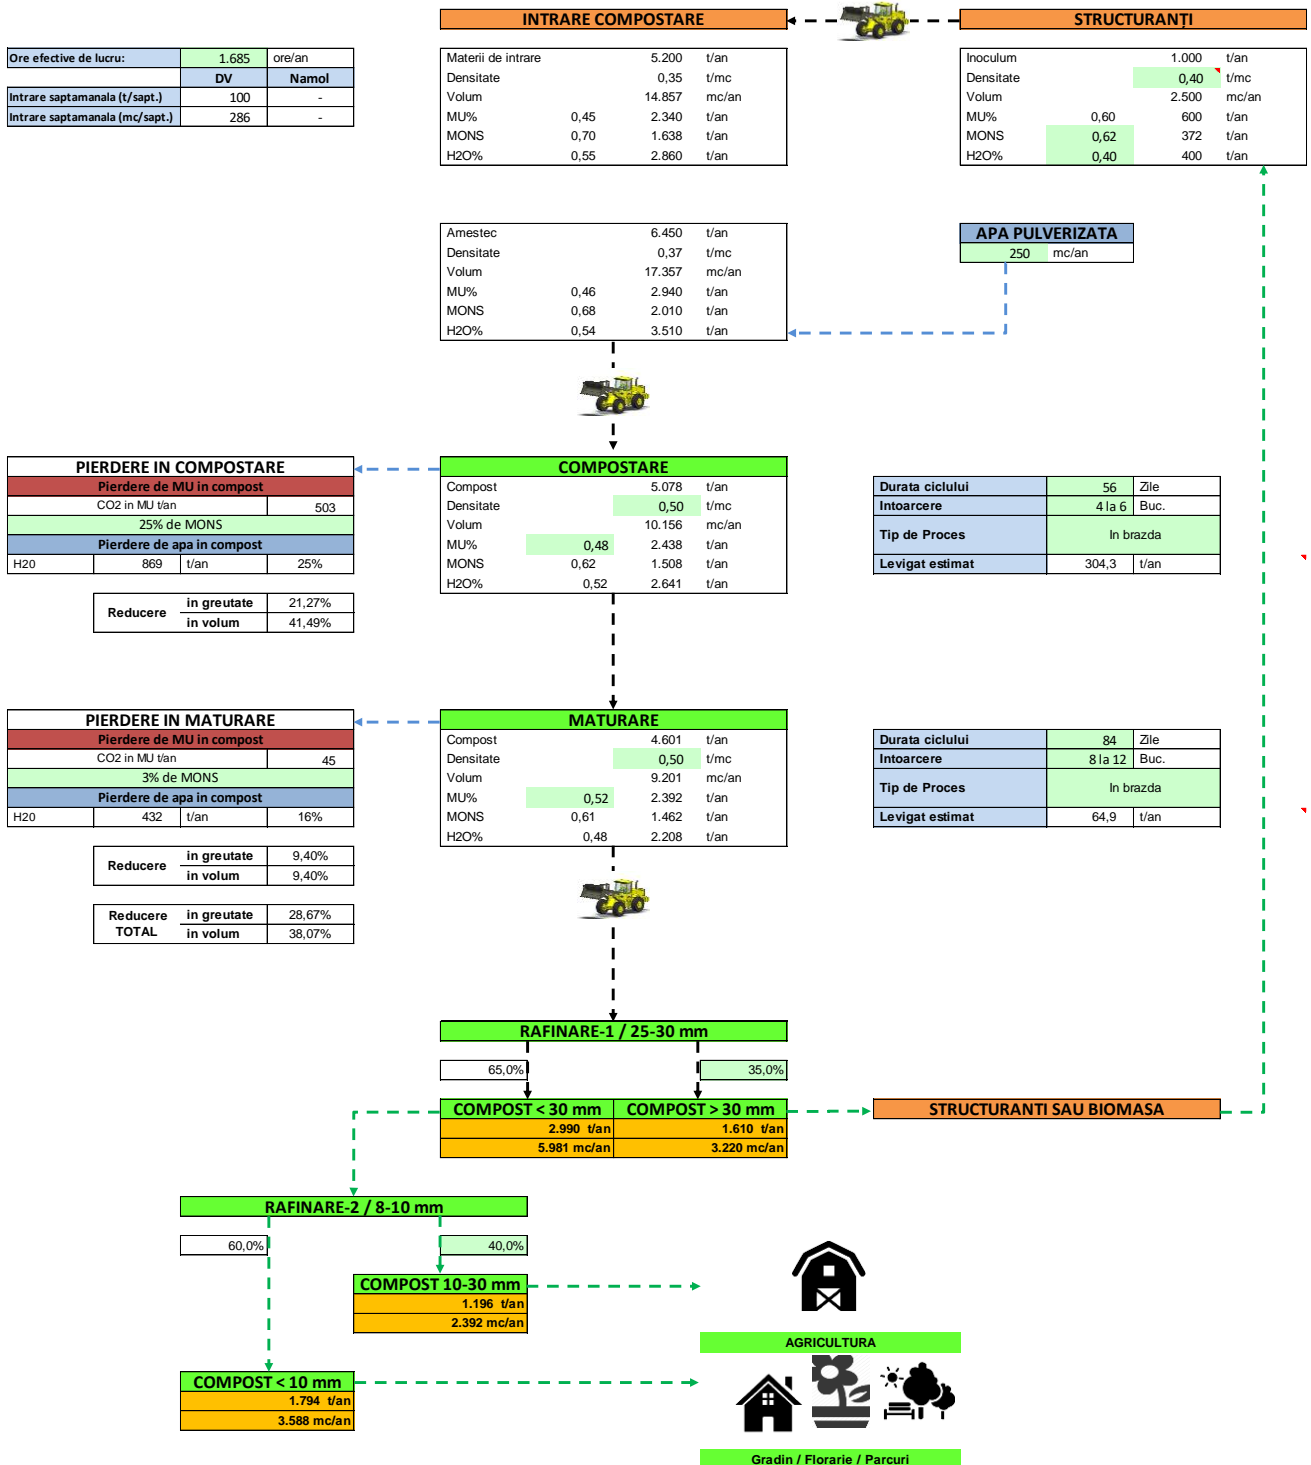 INTRARE COMPOSTARE
STRUCTURANȚI
Ore efective de lucru: 1.685 ore/an
DV Namol
Intrare saptamanala (t/sapt.) 100 -
Intrare saptamanala (mc/sapt.) 286 -
Materii de intrare 5.200 t/an
Densitate 0,35 t/mc
Volum 14.857 mc/an
MU% 0,45 2.340 t/an
MONS 0,70 1.638 t/an
H2O% 0,55 2.860 t/an
Inoculum 1.000 t/an
Densitate 0,40 t/mc
Volum 2.500 mc/an
MU% 0,60 600 t/an
MONS 0,62 372 t/an
H2O% 0,40 400 t/an
Amestec 6.450 t/an
Densitate 0,37 t/mc
Volum 17.357 mc/an
MU% 0,46 2.940 t/an
MONS 0,68 2.010 t/an
H2O% 0,54 3.510 t/an
APA PULVERIZATA
250 mc/an
PIERDERE IN COMPOSTARE
Pierdere de MU in compost
CO2 in MU t/an 503
25% de MONS
Pierdere de apa in compost
H20 869 t/an 25%
Reducere in greutate 21,27%
in volum 41,49%
COMPOSTARE
Compost 5.078 t/an
Densitate 0,50 t/mc
Volum 10.156 mc/an
MU% 0,48 2.438 t/an
MONS 0,62 1.508 t/an
H2O% 0,52 2.641 t/an
Durata ciclului 56 Zile
Intoarcere 4 la 6 Buc.
Tip de Proces In brazda
Levigat estimat 304,3 t/an
PIERDERE IN MATURARE
Pierdere de MU in compost
CO2 in MU t/an 45
3% de MONS
Pierdere de apa in compost
H20 432 t/an 16%
Reducere in greutate 9,40%
in volum 9,40%
Reducere TOTAL in greutate 28,67%
in volum 38,07%
MATURARE
Compost 4.601 t/an
Densitate 0,50 t/mc
Volum 9.201 mc/an
MU% 0,52 2.392 t/an
MONS 0,61 1.462 t/an
H2O% 0,48 2.208 t/an
Durata ciclului 84 Zile
Intoarcere 8 la 12 Buc.
Tip de Proces In brazda
Levigat estimat 64,9 t/an
RAFINARE-1 / 25-30 mm
65,0% 35,0%
COMPOST < 30 mm COMPOST > 30 mm
2.990 t/an 1.610 t/an
5.981 mc/an 3.220 mc/an
STRUCTURANTI SAU BIOMASA
RAFINARE-2 / 8-10 mm
60,0% 40,0%
COMPOST 10-30 mm
1.196 t/an
2.392 mc/an
AGRICULTURA
COMPOST < 10 mm
1.794 t/an
3.588 mc/an
Gradin / Florarie / Parcuri